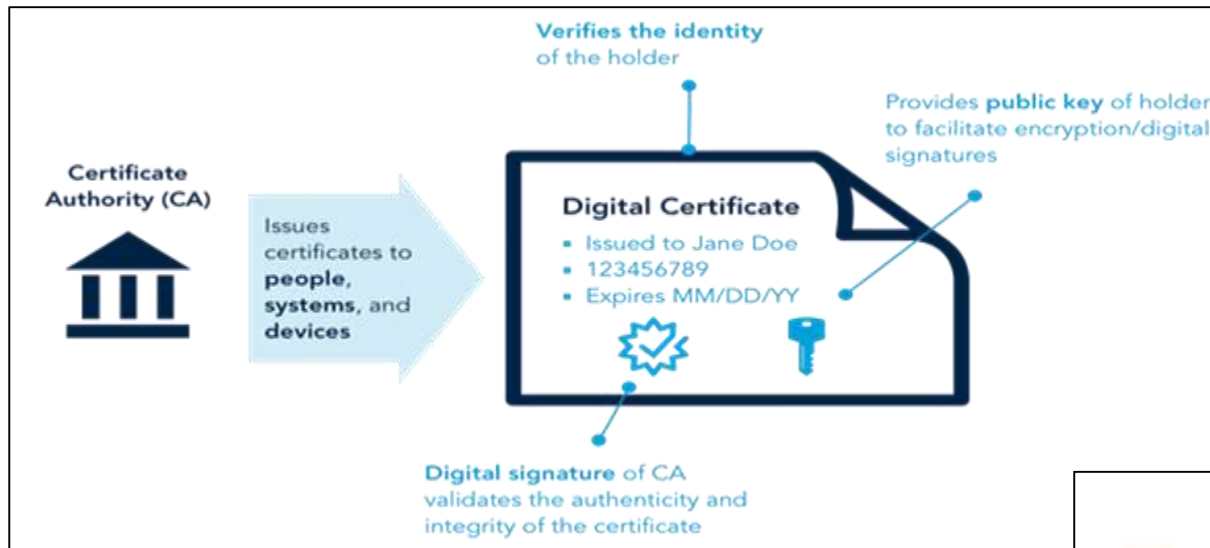 Verifies the identity
of the holder
Provides public key of holder
to facilitate encryption/digital
signatures
Certificate
Authority (CA)
Issues
certificates to
people,
systems, and
devices
Digital Certificate
▪ Issued to Jane Doe
▪ 123456789
▪ Expires MM/DD/YY
Digital signature of CA
validates the authenticity and
integrity of the certificate